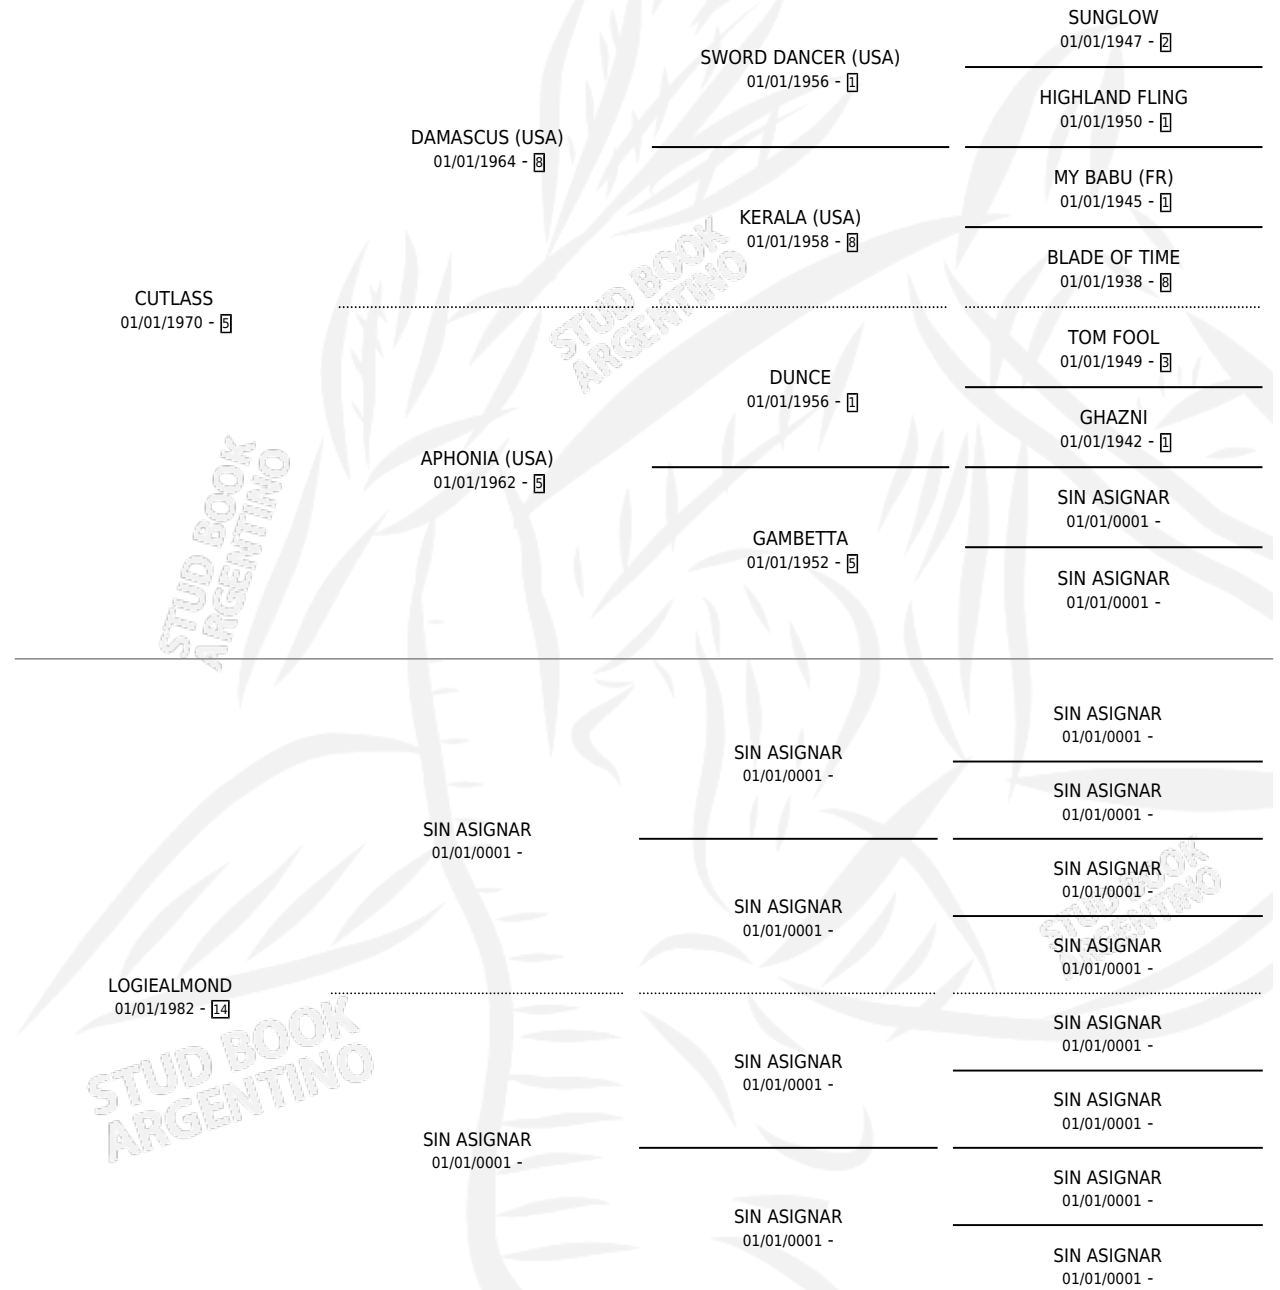 SUNGLOW
01/01/1947 - 2
SWORD DANCER (USA)
01/01/1956 - 1
HIGHLAND FLING
01/01/1950 - 1
DAMASCUS (USA)
01/01/1964 - 8
MY BABU (FR)
01/01/1945 - 1
KERALA (USA)
01/01/1958 - 8
BLADE OF TIME
01/01/1938 - 8
CUTLASS
01/01/1970 - 5
STUD BOOK
ARGENTINO
TOM FOOL
01/01/1949 - 3
DUNCE
01/01/1956 - 1
GHAZNI
01/01/1942 - 1
APHONIA (USA)
01/01/1962 - 5
SIN ASIGNAR
01/01/0001 -
GAMBETTA
01/01/1952 - 5
SIN ASIGNAR
01/01/0001 -
STUD BOOK
ARGENTINO
SIN ASIGNAR
01/01/0001 -
SIN ASIGNAR
01/01/0001 -
SIN ASIGNAR
01/01/0001 -
SIN ASIGNAR
01/01/0001 -
SIN ASIGNAR
01/01/0001 -
SIN ASIGNAR
01/01/0001 -
SIN ASIGNAR
01/01/0001 -
STUD BOOK
ARGENTINO
LOGIEALMOND
01/01/1982 - 14
STUD BOOK
ARGENTINO
SIN ASIGNAR
01/01/0001 -
SIN ASIGNAR
01/01/0001 -
SIN ASIGNAR
01/01/0001 -
SIN ASIGNAR
01/01/0001 -
SIN ASIGNAR
01/01/0001 -
SIN ASIGNAR
01/01/0001 -
SIN ASIGNAR
01/01/0001 -